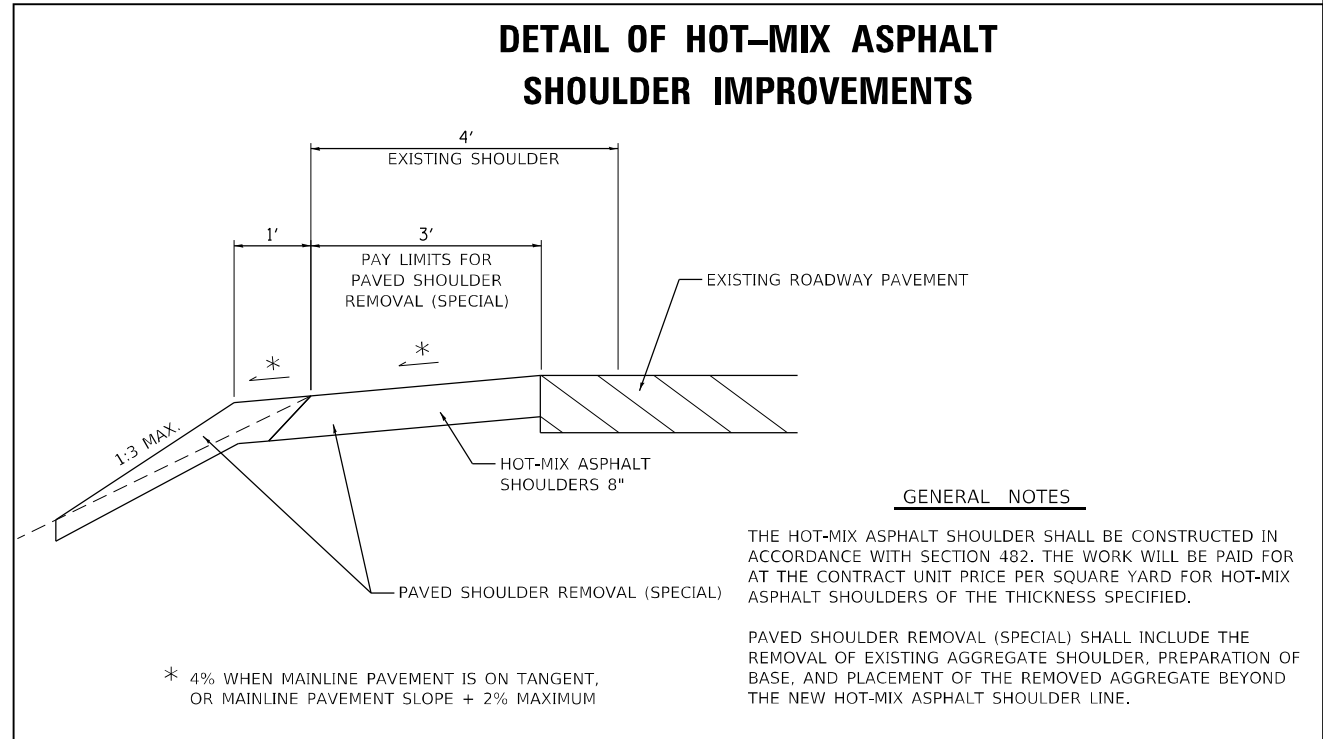 DETAIL OF HOT–MIX ASPHALT
SHOULDER IMPROVEMENTS
4'
EXISTING SHOULDER
1'
3'
PAY LIMITS FOR
PAVED SHOULDER
REMOVAL (SPECIAL)
EXISTING ROADWAY PAVEMENT
*
*
1:3 MAX.
HOT-MIX ASPHALT
SHOULDERS 8"
PAVED SHOULDER REMOVAL (SPECIAL)
* 4% WHEN MAINLINE PAVEMENT IS ON TANGENT,
OR MAINLINE PAVEMENT SLOPE + 2% MAXIMUM
GENERAL NOTES
THE HOT-MIX ASPHALT SHOULDER SHALL BE CONSTRUCTED IN
ACCORDANCE WITH SECTION 482. THE WORK WILL BE PAID FOR
AT THE CONTRACT UNIT PRICE PER SQUARE YARD FOR HOT-MIX
ASPHALT SHOULDERS OF THE THICKNESS SPECIFIED.
PAVED SHOULDER REMOVAL (SPECIAL) SHALL INCLUDE THE
REMOVAL OF EXISTING AGGREGATE SHOULDER, PREPARATION OF
BASE, AND PLACEMENT OF THE REMOVED AGGREGATE BEYOND
THE NEW HOT-MIX ASPHALT SHOULDER LINE.